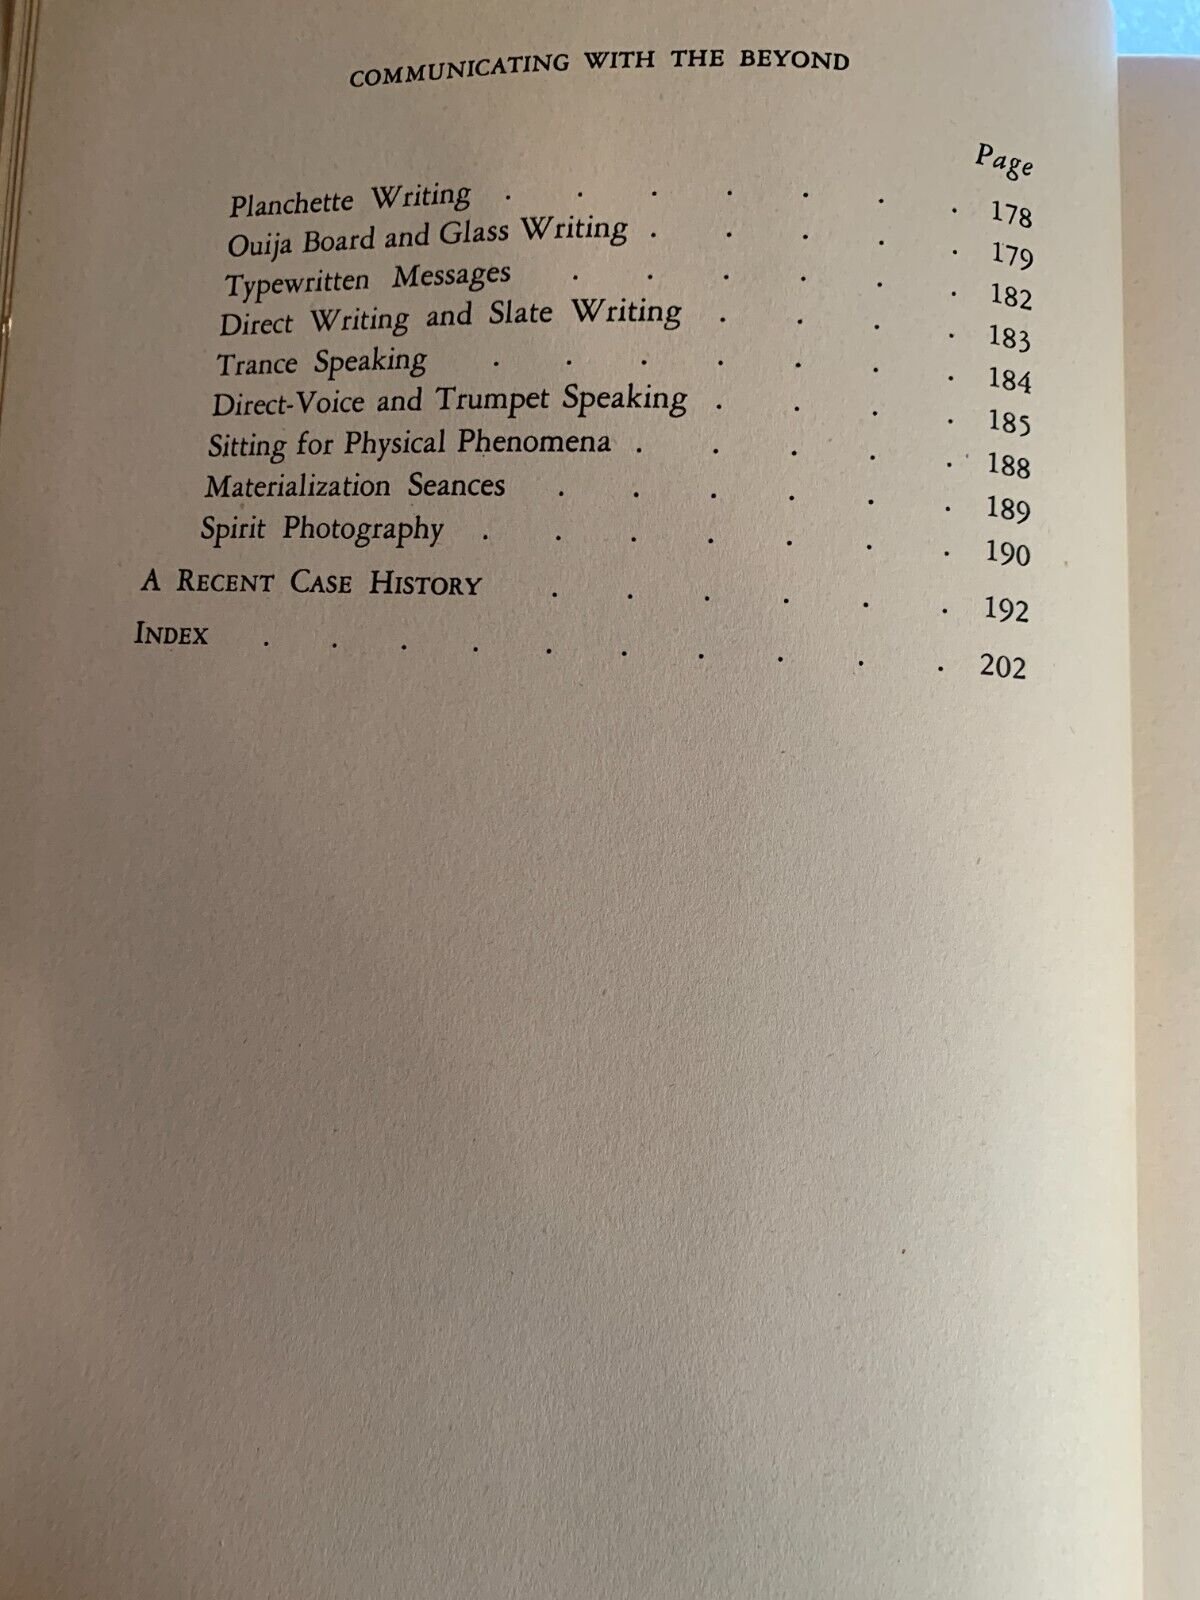 COMMUNICATING WITH THE BEYOND
Page
Planchette Writing . . . . . . . 178
Ouija Board and Glass Writing . . . . . 179
Typewritten Messages . . . . . . 182
Direct Writing and Slate Writing . . . . 183
Trance Speaking . . . . . . . 184
Direct-Voice and Trumpet Speaking . . . . 185
Sitting for Physical Phenomena . . . . . 188
Materialization Seances . . . . . . 189
Spirit Photography . . . . . . . 190
A RECENT CASE HISTORY . . . . . . 192
INDEX . . . . . . . . . . 202